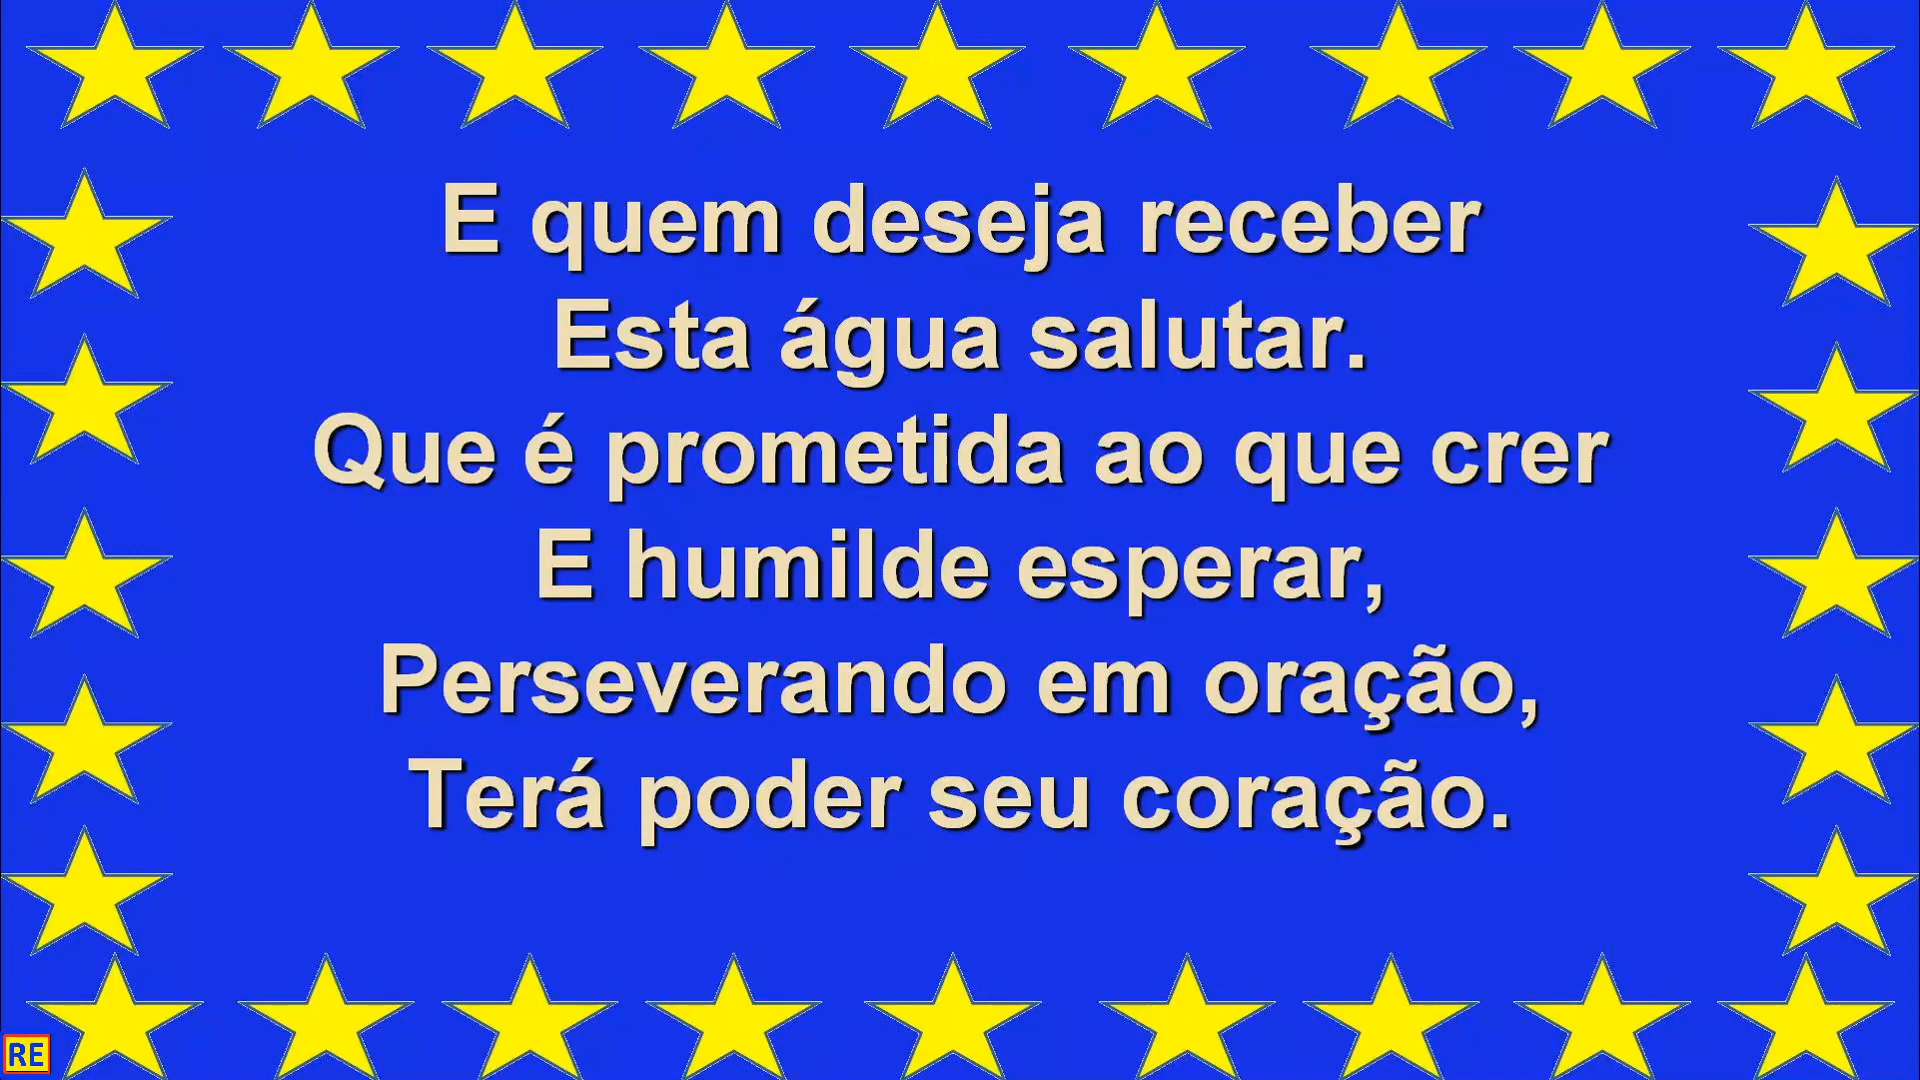 E quem deseja receber
Esta água salutar.
Que é prometida ao que crer
E humilde esperar,
Perseverando em oração,
Terá poder seu coração.
RE